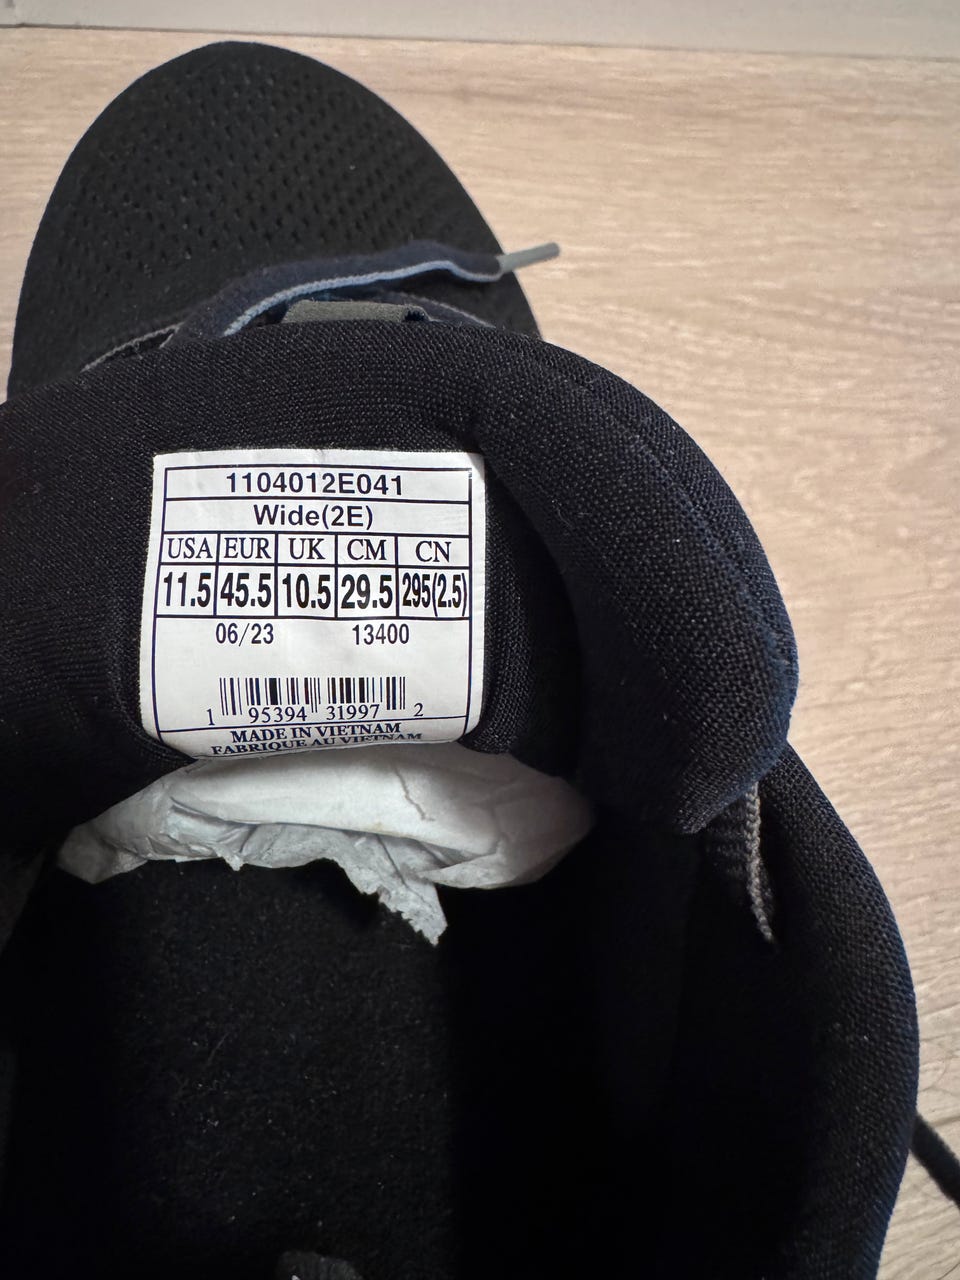 1104012E041
Wide(2E)
USA EUR UK CM CN
11.5 45.5 10.5 29.5 295(2.5)
06/23 13400
1 95394 31997 2
MADE IN VIETNAM
FABRIQUE AU VIETNAM